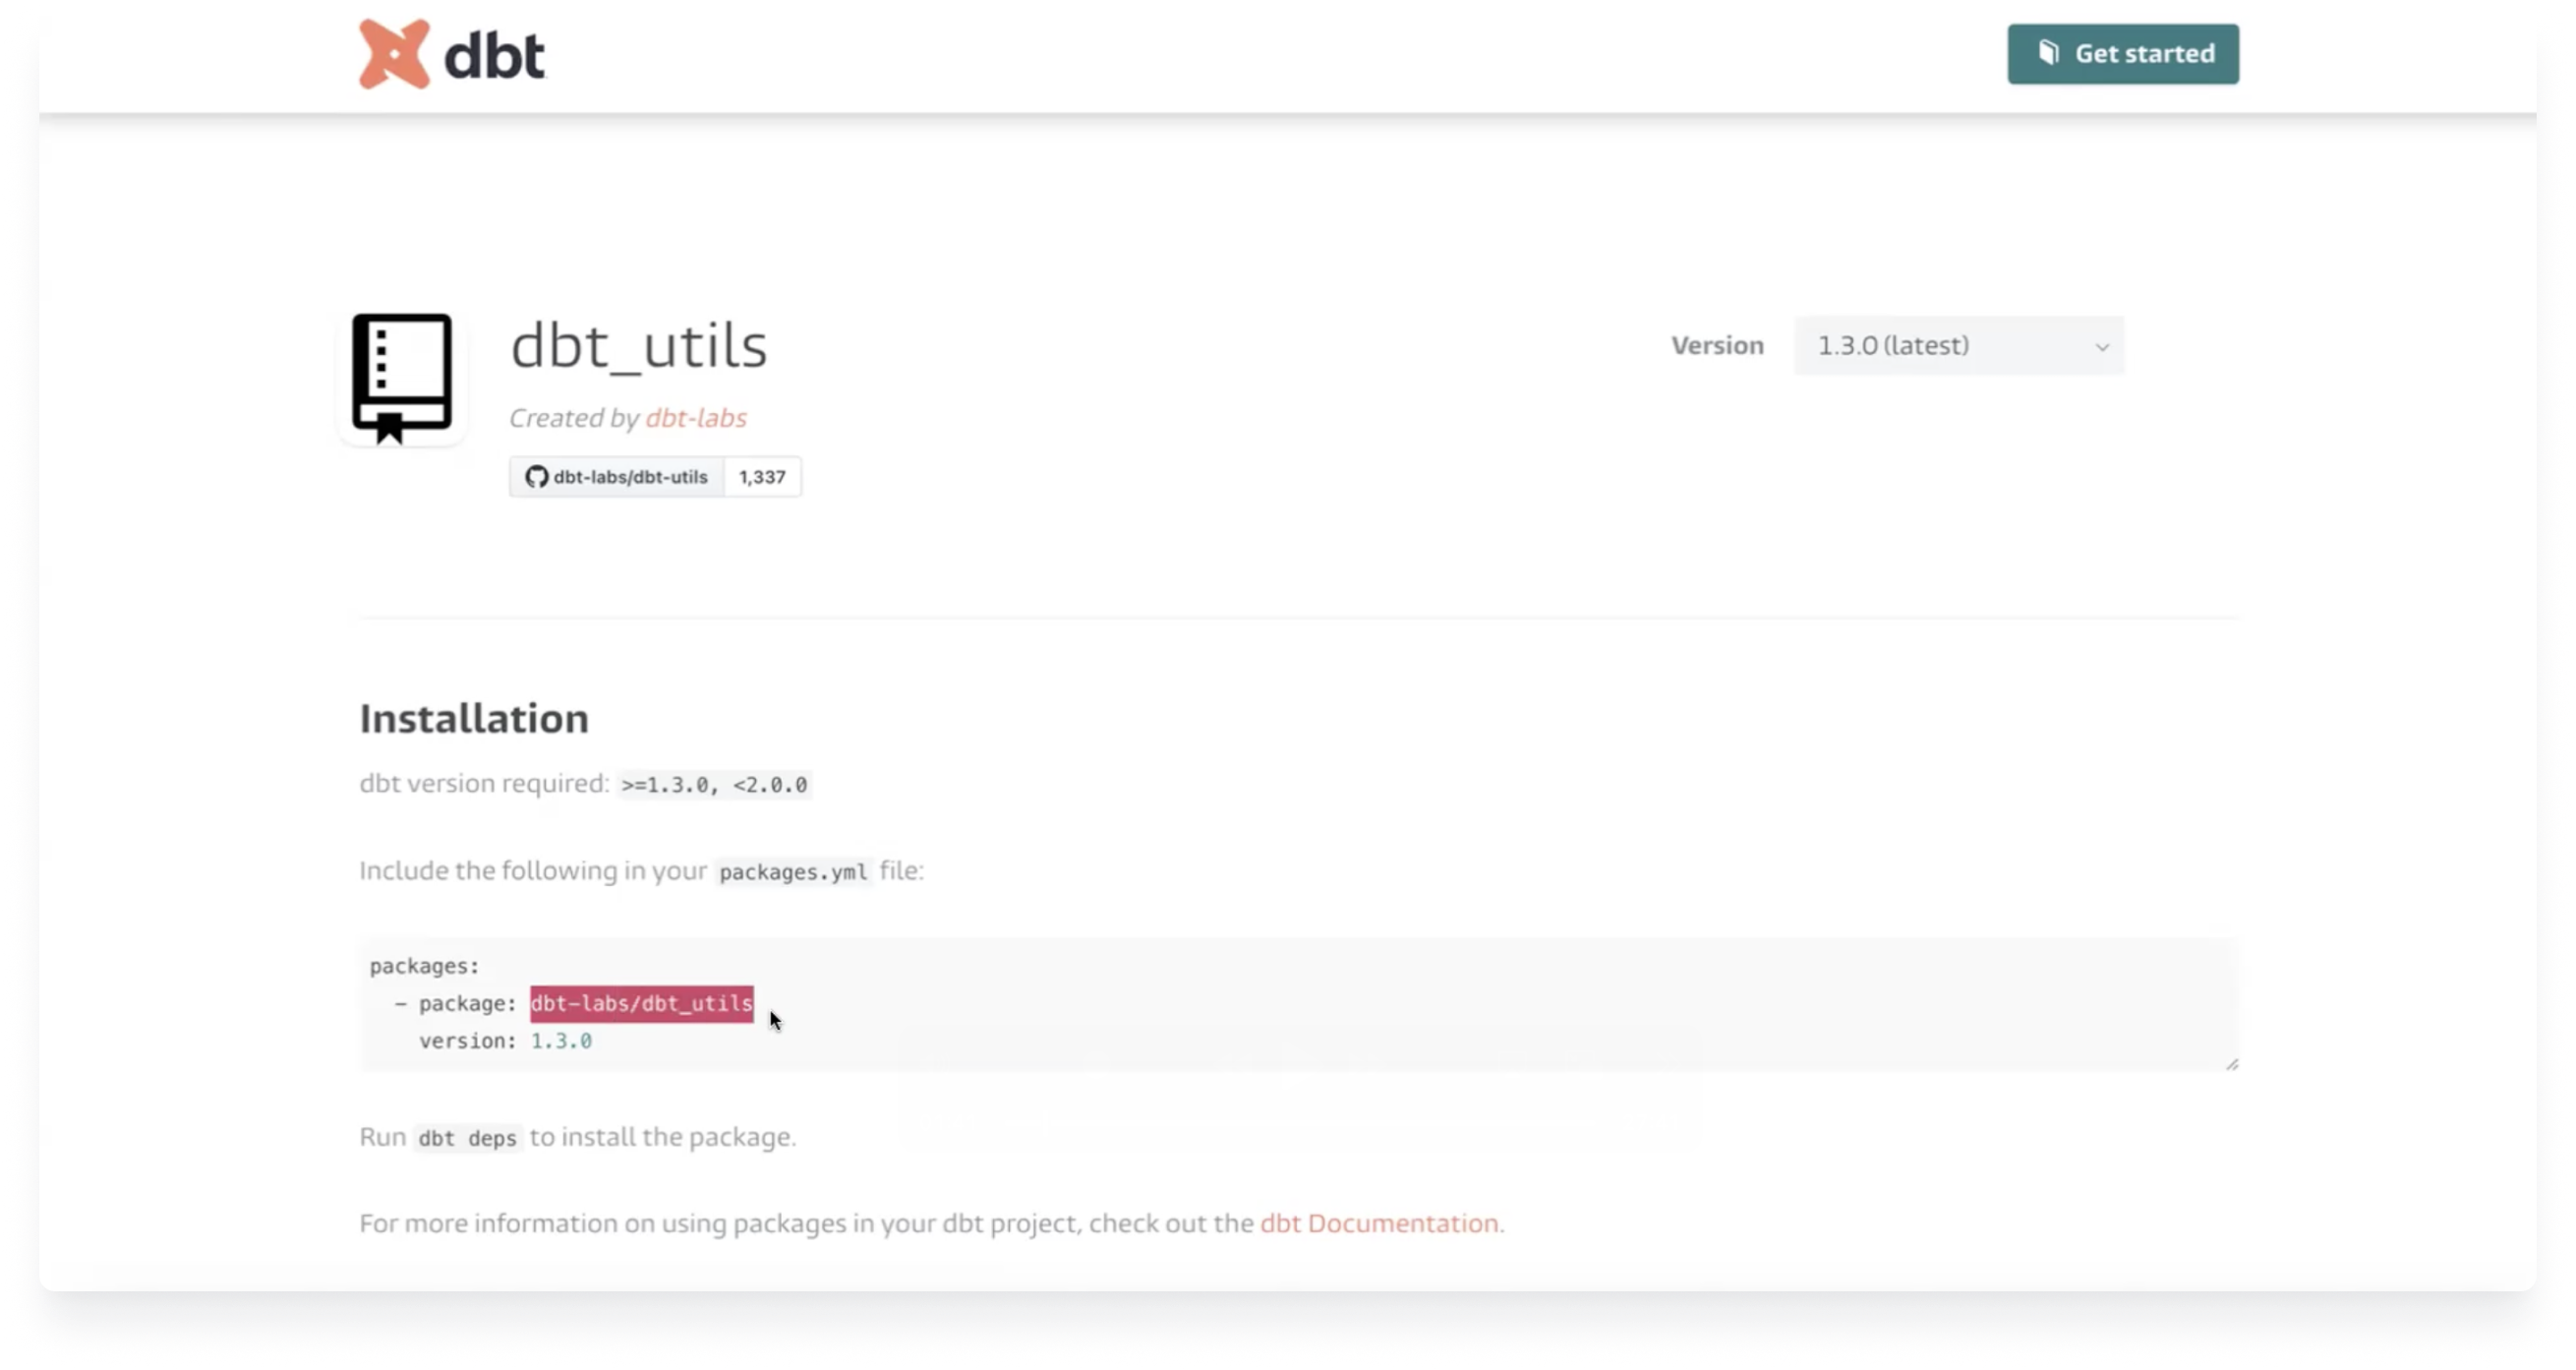 dbt
Get started
dbt_utils
Version
1.3.0 (latest)
Created by dbt-labs
dbt-labs/dbt-utils 1,337
Installation
dbt version required: >=1.3.0, <2.0.0
Include the following in your packages.yml file:
packages:
  - package: dbt-labs/dbt_utils
    version: 1.3.0
Run dbt deps to install the package.
For more information on using packages in your dbt project, check out the dbt Documentation.